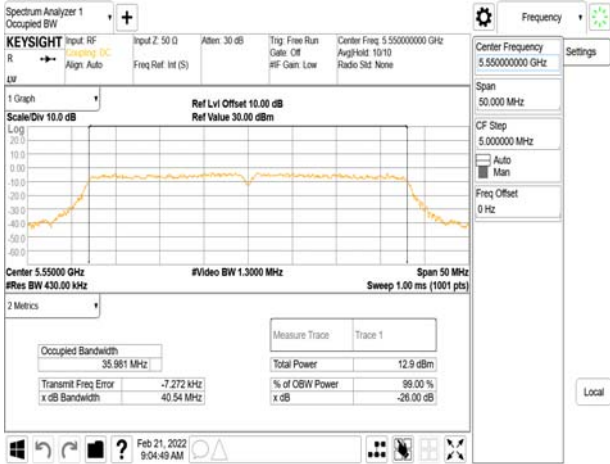 Spectrum Analyzer 1
Occupied BW
+
Frequency
KEYSIGHT Input: RF Input Z: 50 Ω Atten: 30 dB Trig: Free Run Center Freq: 5.550000000 GHz
R Coupling: DC Gate: Off Avg|Hold: 10/10
Align: Auto Freq Ref: Int (S) #IF Gain: Low Radio Std: None
LW
Center Frequency
5.550000000 GHz
Settings
Span
50.000 MHz
CF Step
5.000000 MHz
Auto
Man
Freq Offset
0 Hz
Local
1 Graph
Ref Lvl Offset 10.00 dB
Scale/Div 10.0 dB Ref Value 30.00 dBm
Log
20.0
10.0
0.00
-10.0
-20.0
-30.0
-40.0
-50.0
-60.0
Center 5.55000 GHz #Video BW 1.3000 MHz Span 50 MHz
#Res BW 430.00 kHz Sweep 1.00 ms (1001 pts)
2 Metrics
Measure Trace Trace 1
Occupied Bandwidth
35.981 MHz Total Power 12.9 dBm
Transmit Freq Error -7.272 kHz % of OBW Power 99.00 %
x dB Bandwidth 40.54 MHz x dB -26.00 dB
? Feb 21, 2022
9:04:49 AM